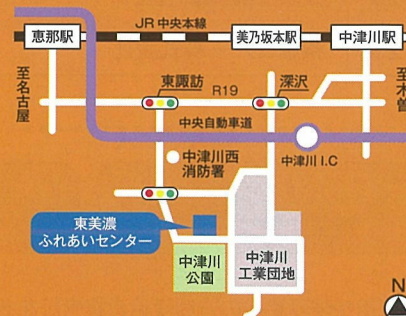 JR中央本線
恵那駅
美乃坂本駅
中津川駅
至名古屋
東諏訪
R19
深沢
至木曽
中央自動車道
中津川I.C
中津川西
消防署
東美濃
ふれあいセンター
中津川
公園
中津川
工業団地
N